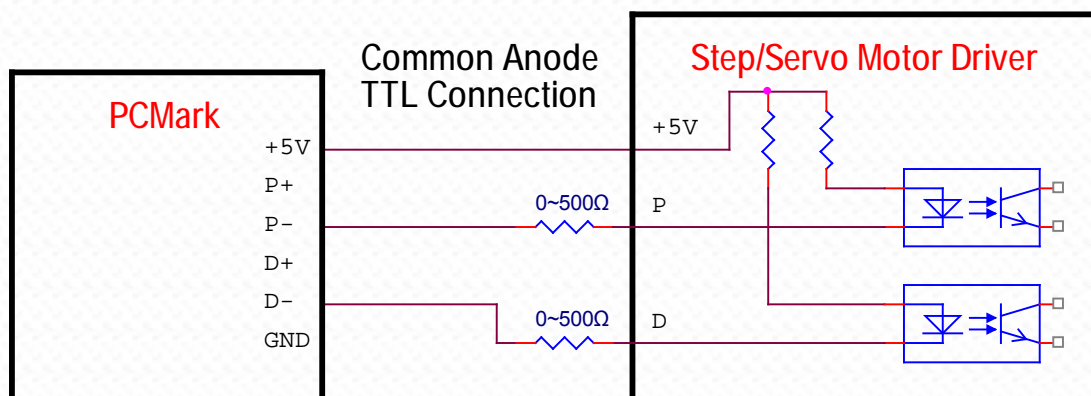 Common Anode
TTL Connection
Step/Servo Motor Driver
PCMark
+5V
P+
P-
D+
D-
GND
0~500Ω
0~500Ω
+5V
P
D